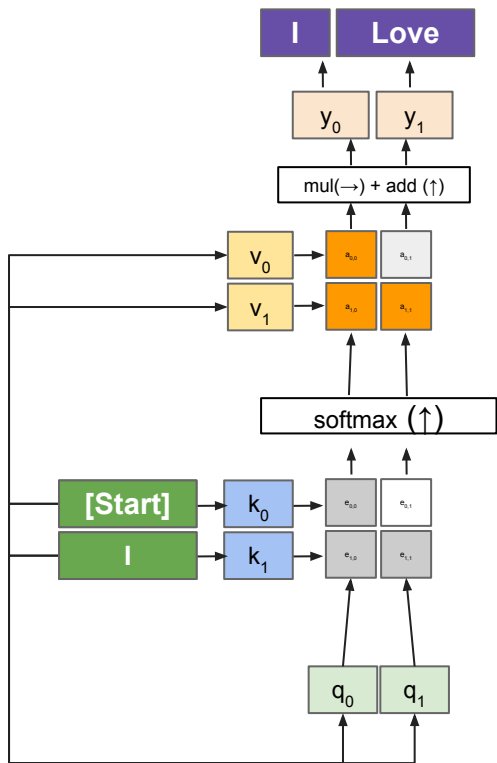 I Love
y0 y1
mul(→) + add (↑)
v0 a0,0 a0,1
v1 a1,0 a1,1
softmax (↑)
[Start] k0 e0,0 e0,1
I k1 e1,0 e1,1
q0 q1